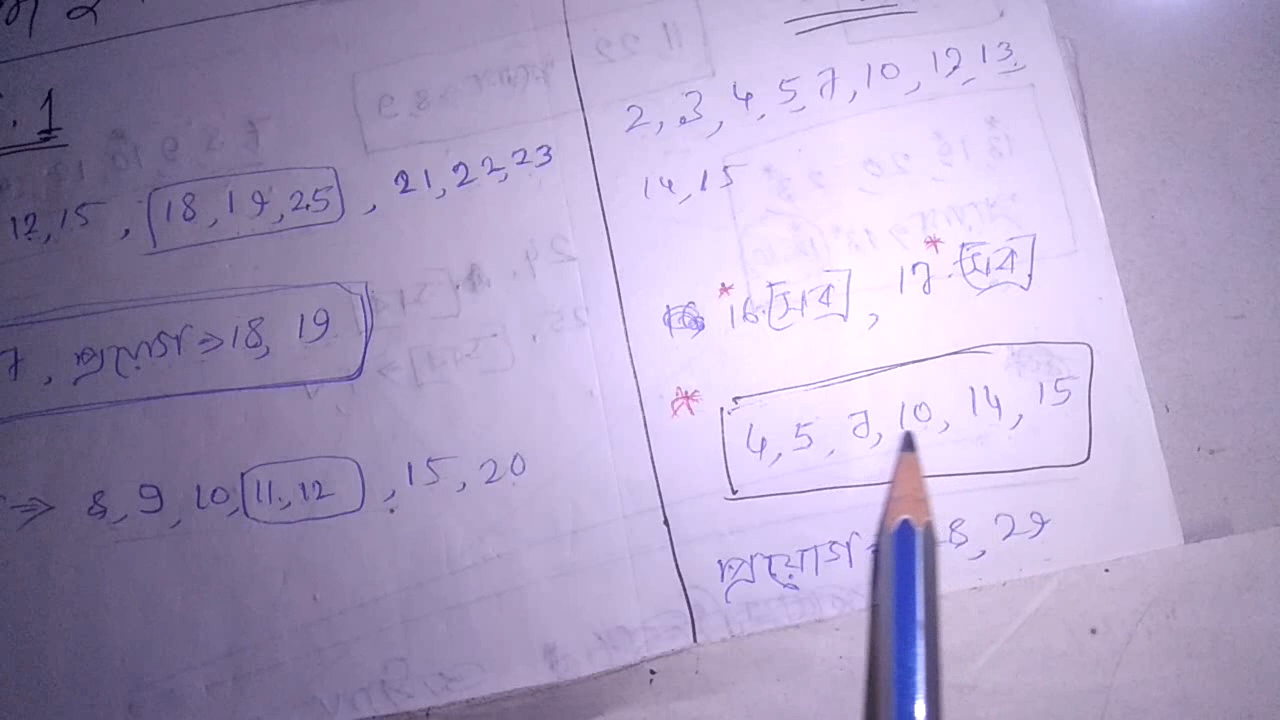 . 1
12, 15, 18, 19, 25, 21, 22, 23
7, প্রয়োগ ⇒ 18, 19
⇒ 8, 9, 10, 11, 12, 15, 20
2, 3, 4, 5, 7, 10, 12, 13
14, 15
16 [সব], 17 [সব]
4, 5, 7, 10, 14, 15
প্রয়োগ 8, 29